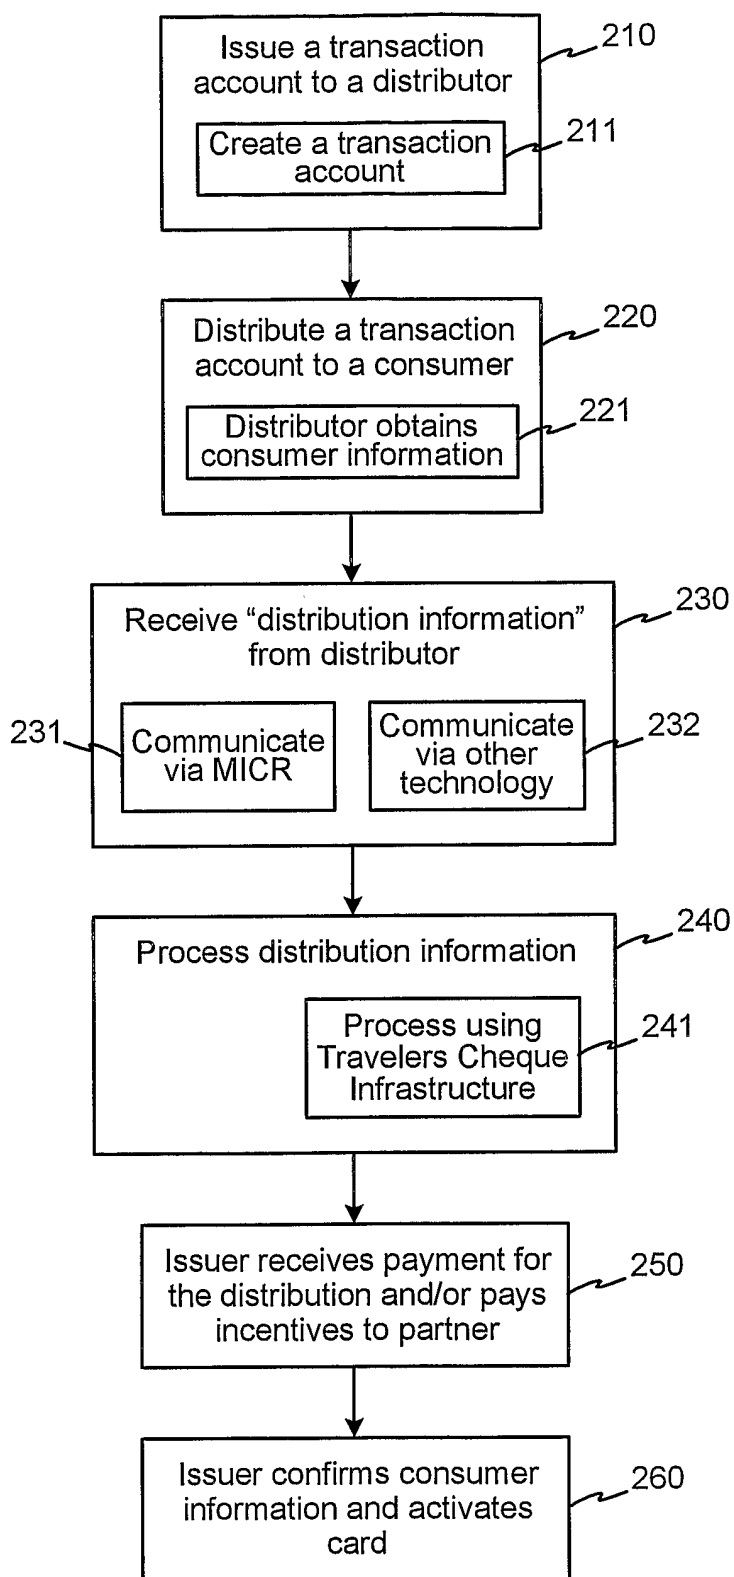 Issue a transaction
account to a distributor
210
Create a transaction
account
211
Distribute a transaction
account to a consumer
220
Distributor obtains
consumer information
221
Receive “distribution information”
from distributor
230
231
Communicate
via MICR
Communicate
via other
technology
232
Process distribution information
240
Process using
Travelers Cheque
Infrastructure
241
Issuer receives payment for
the distribution and/or pays
incentives to partner
250
Issuer confirms consumer
information and activates
card
260